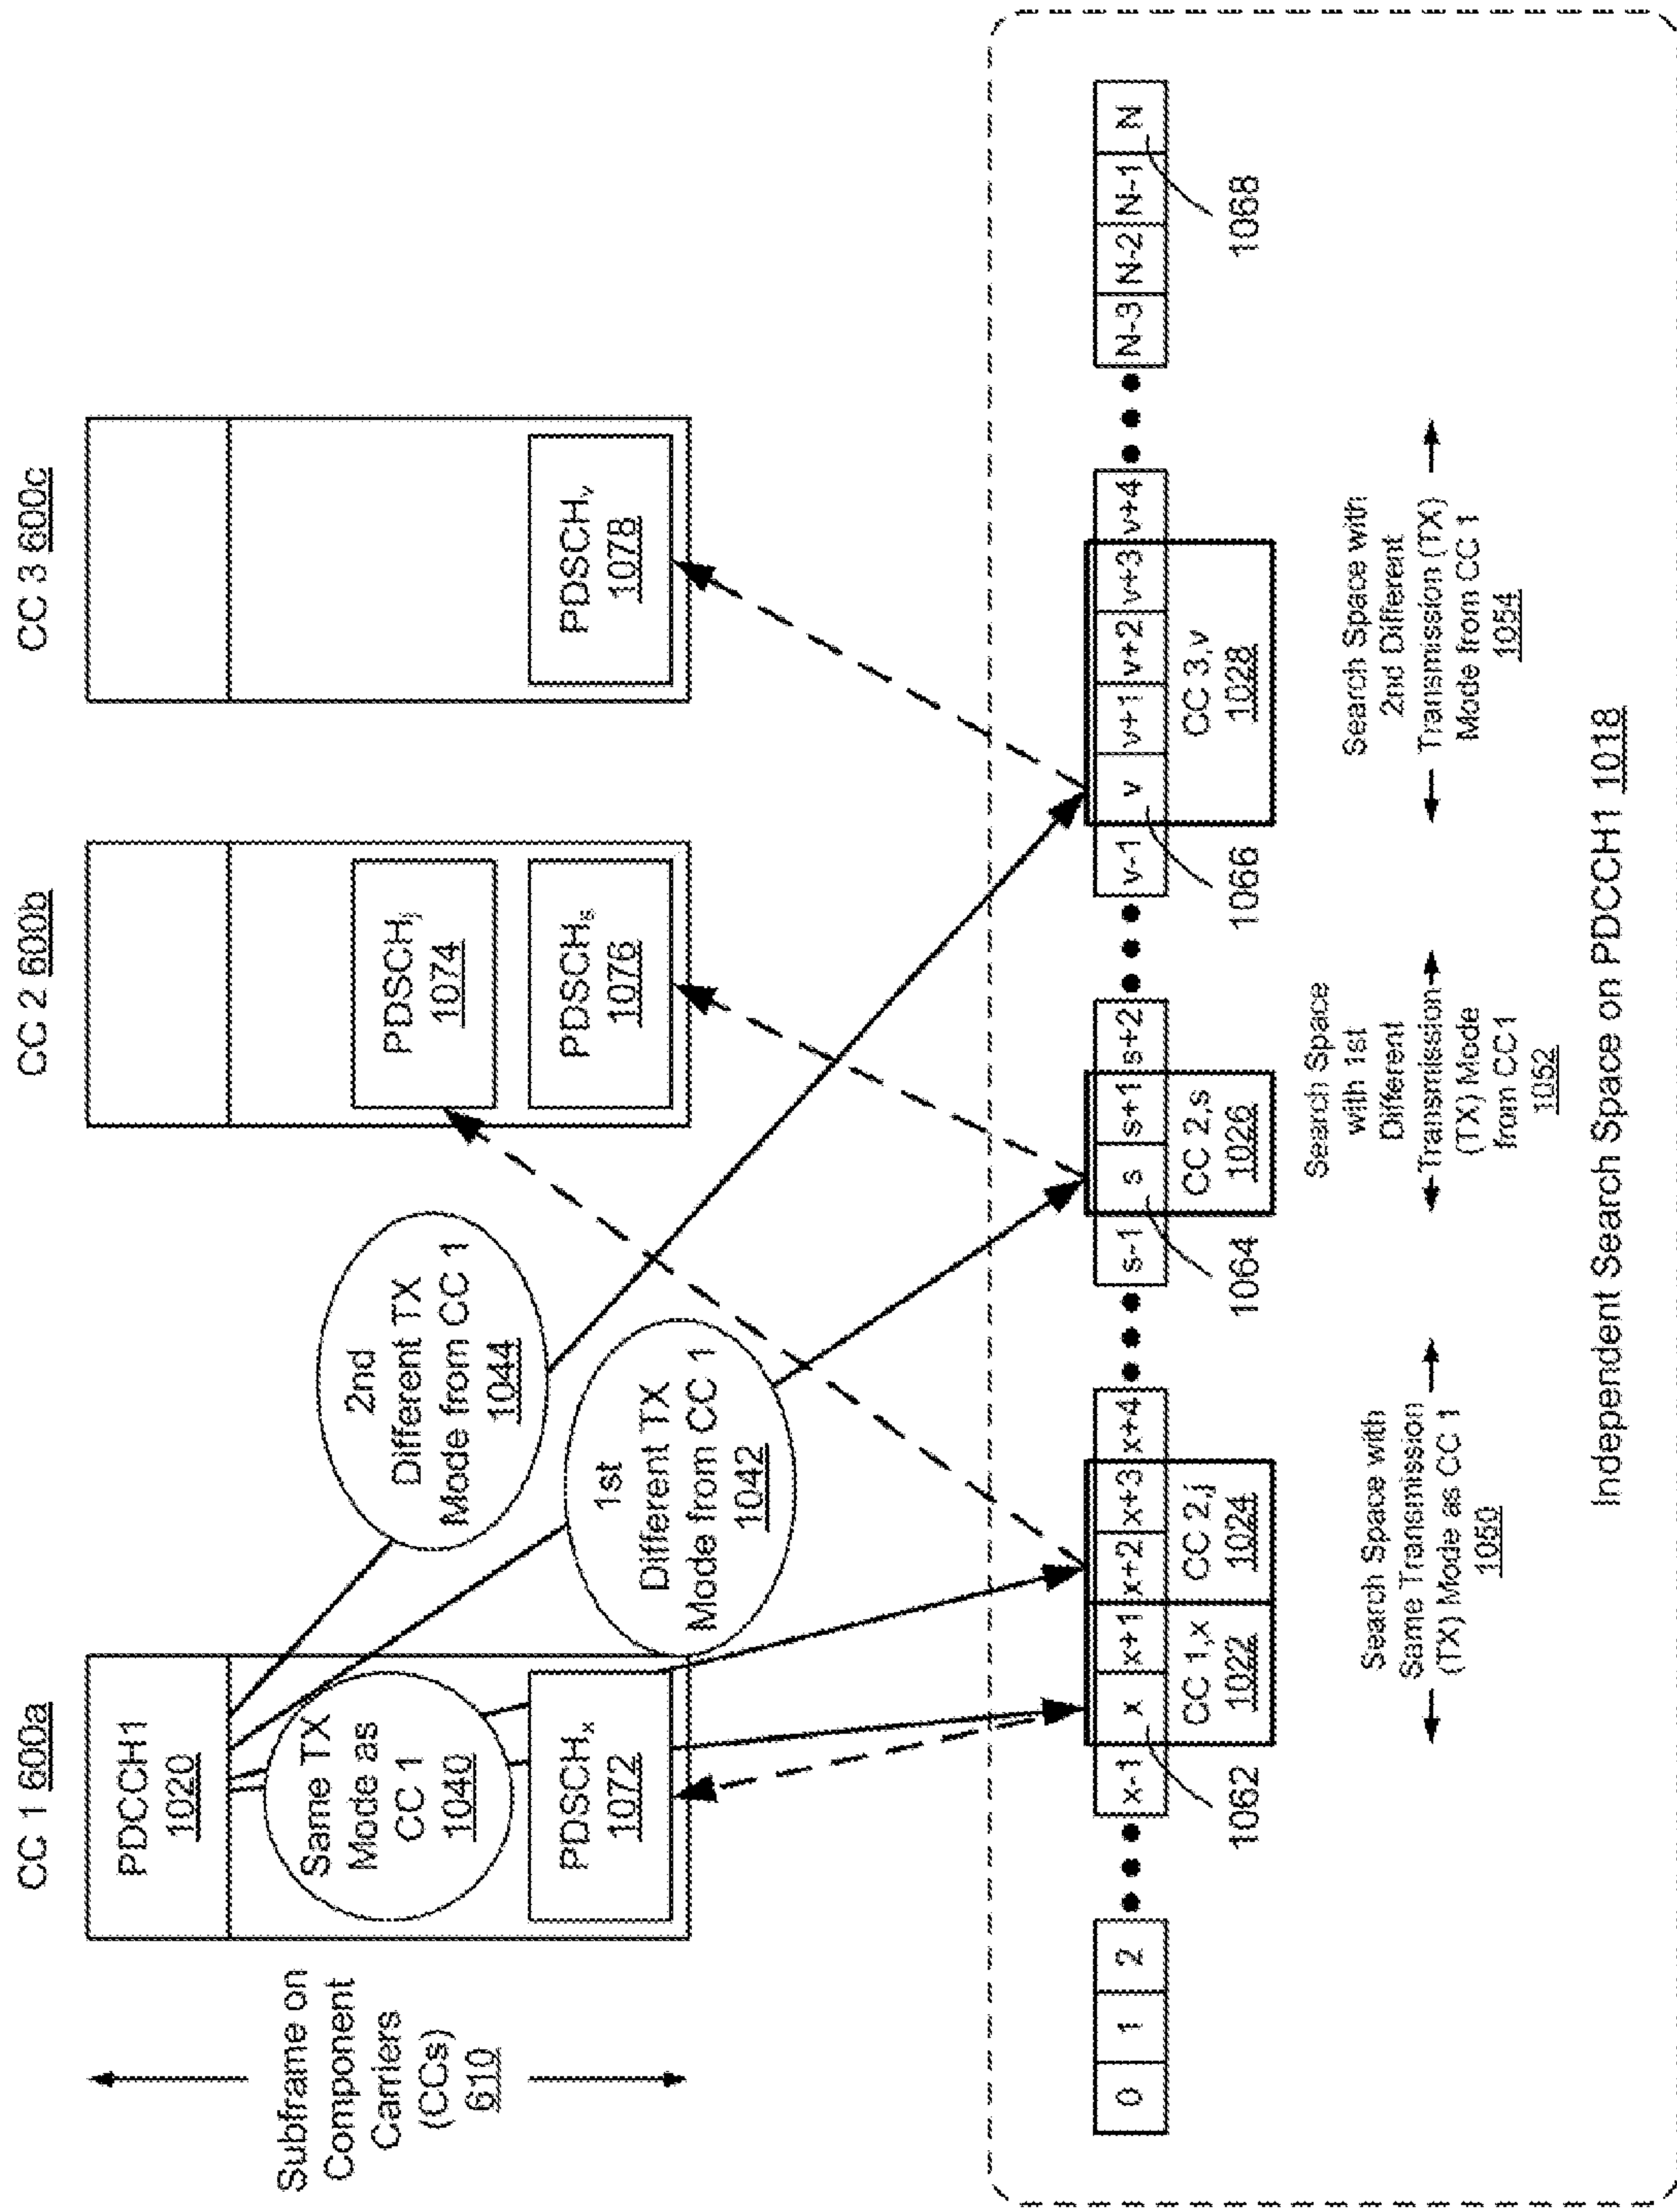 CC 1 600a
CC 2 600b
CC 3 600c
Subframe on
Component
Carriers
(CCs)
610
PDCCH1
1020
Same TX
Mode as
CC 1
1040
PDSCHx
1072
2nd
Different TX
Mode from CC 1
1044
1st
Different TX
Mode from CC 1
1042
PDSCHj
1074
PDSCHs
1076
PDSCHv
1078
0 1 2 x-1 x x+1 x+2 x+3 x+4 s-1 s s+1 s+2 v-1 v v+1 v+2 v+3 v+4 N-3 N-2 N-1 N
CC 1,x
1022
CC 2,j
1024
CC 2,s
1026
CC 3,v
1028
1062
1064
1066
1068
Search Space with
Same Transmission
(TX) Mode as CC 1
1050
Search Space
with 1st
Different
Transmission
(TX) Mode
from CC1
1052
Search Space with
2nd Different
Transmission (TX)
Mode from CC 1
1054
Independent Search Space on PDCCH1 1018